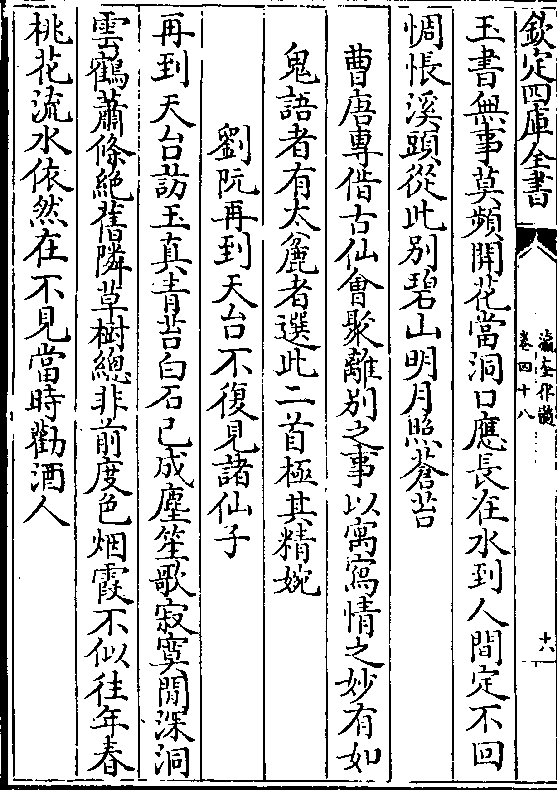 欽定四庫全書
瀛奎律髓
卷四十八
十六
玉書無事莫頻開花當洞口應長在水到人間定不回
惆悵溪頭從此別碧山明月照蒼苔
曹唐專借古仙會聚離別之事以寓寫情之妙有如
鬼語者有太麄者選此二首極其精婉
劉阮再到天台不復見諸仙子
再到天台訪玉真青苔白石已成塵笙歌寂寞閒深洞
雲鶴蕭條絶舊隣草樹總非前度色烟霞不似往年春
桃花流水依然在不見當時勸酒人